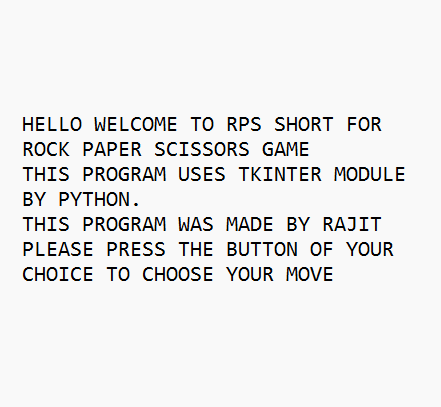 HELLO WELCOME TO RPS SHORT FOR
ROCK PAPER SCISSORS GAME
THIS PROGRAM USES TKINTER MODULE
BY PYTHON.
THIS PROGRAM WAS MADE BY RAJIT
PLEASE PRESS THE BUTTON OF YOUR
CHOICE TO CHOOSE YOUR MOVE